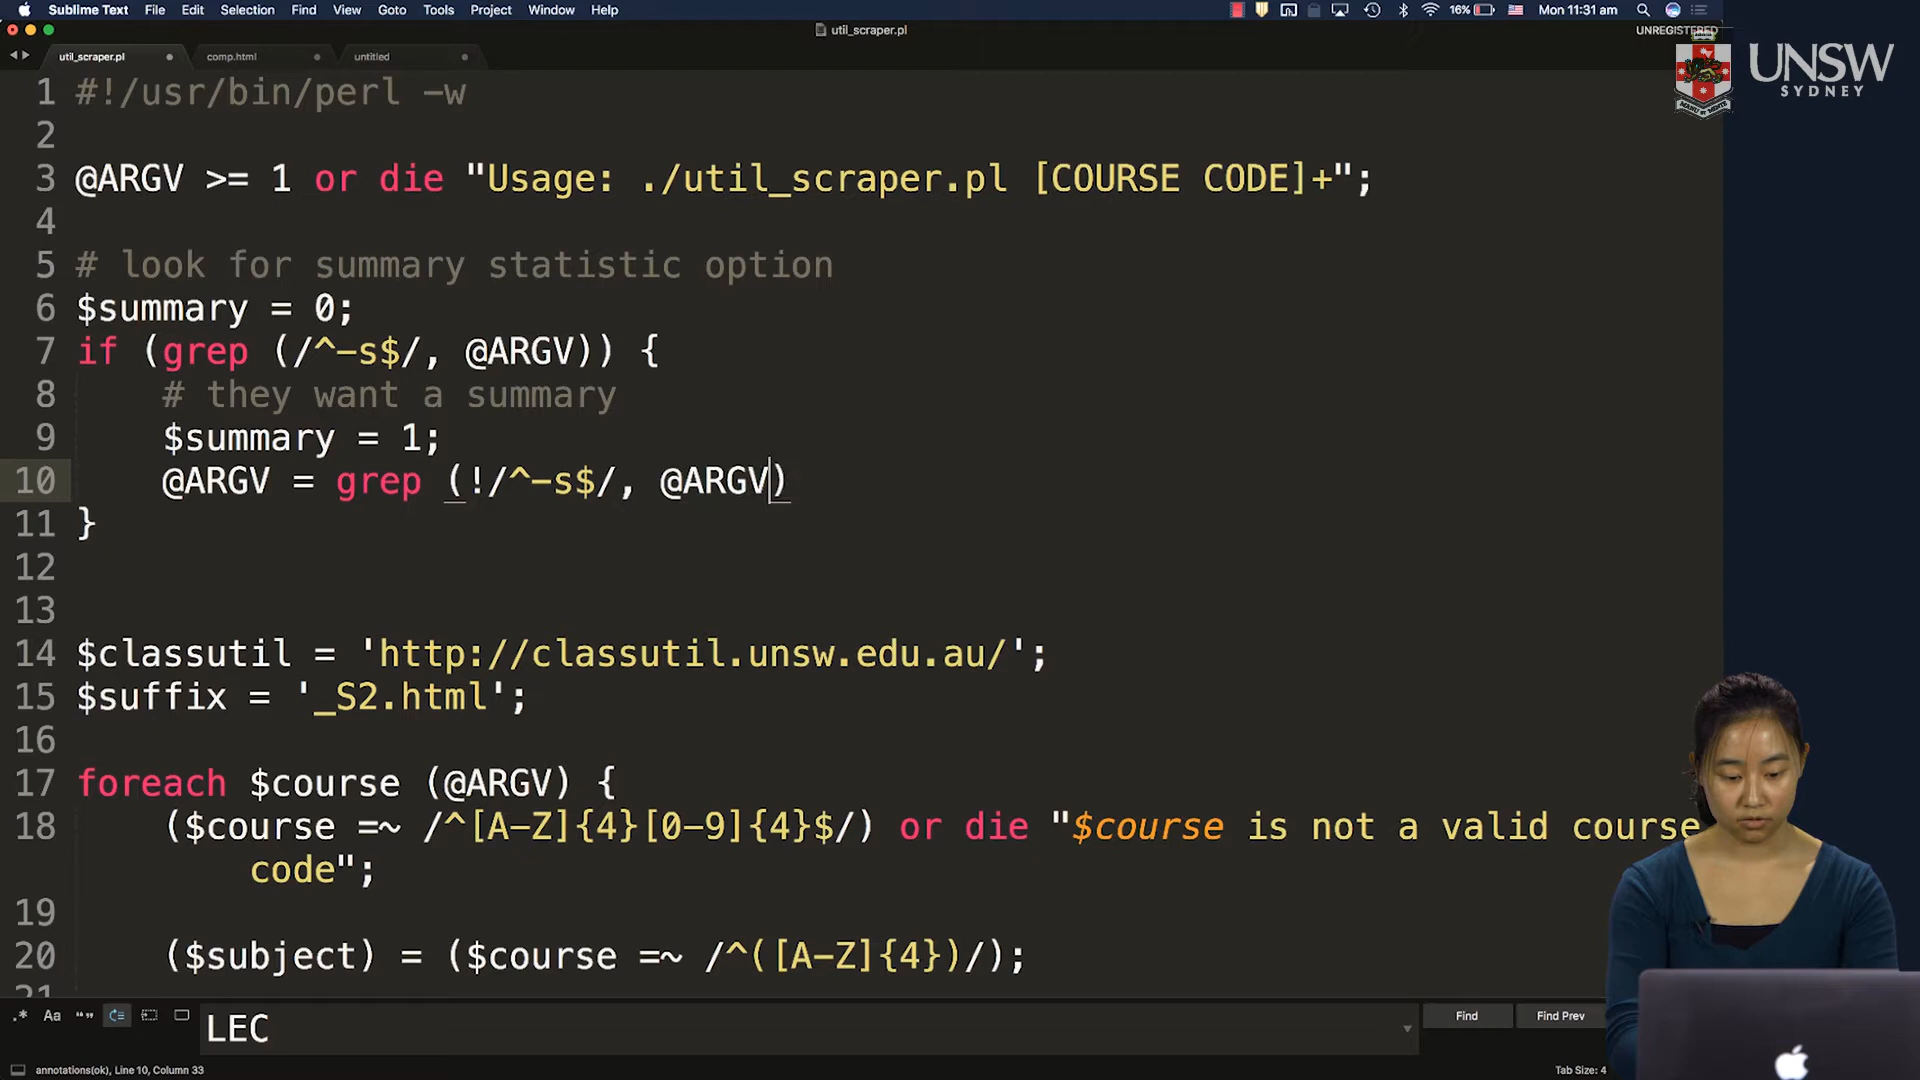 Sublime Text File Edit Selection Find View Goto Tools Project Window Help 16% Mon 11:31 am
util_scraper.pl UNREGISTERED
util_scraper.pl comp.html untitled
UNSW
SYDNEY
1 #!/usr/bin/perl -w
2
3 @ARGV >= 1 or die "Usage: ./util_scraper.pl [COURSE CODE]+";
4
5 # look for summary statistic option
6 $summary = 0;
7 if (grep (/^-s$/, @ARGV)) {
8 # they want a summary
9 $summary = 1;
10 @ARGV = grep (!/^-s$/, @ARGV)
11 }
12
13
14 $classutil = 'http://classutil.unsw.edu.au/';
15 $suffix = '_S2.html';
16
17 foreach $course (@ARGV) {
18 ($course =~ /^[A-Z]{4}[0-9]{4}$/) or die "$course is not a valid course
code";
19
20 ($subject) = ($course =~ /^([A-Z]{4})/);
21
.* Aa “” LEC Find Find Prev
annotations(ok), Line 10, Column 33 Tab Size: 4